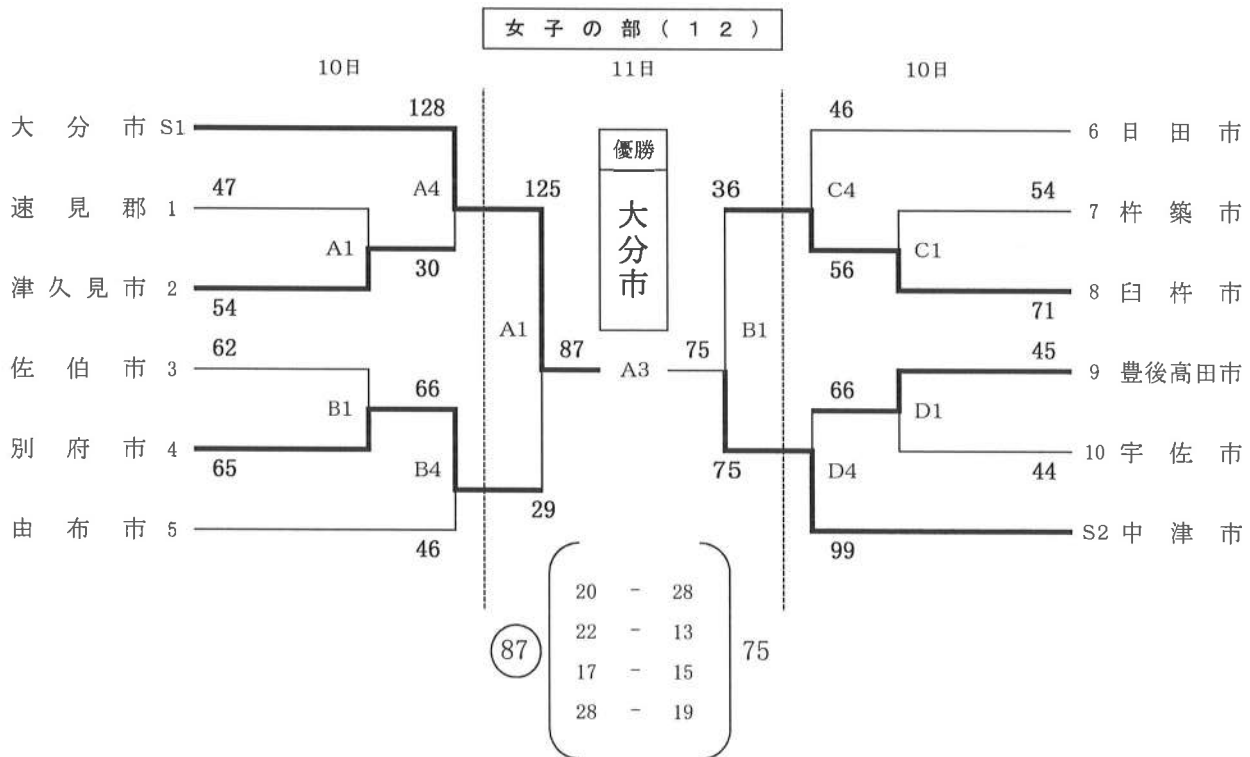 女子の部(12)
10日 11日 10日
128 46
大分市 S1 6 日田市
優勝
47 A4 125 36 C4 54
速見郡 1 7 杵築市
大分市
A1 C1
30 56
津久見市 2 8 臼杵市
54 71
A1 B1
62 87 75 45
佐伯市 3 A3 9 豊後高田市
66 66
B1 D1
別府市 4 10 宇佐市
65 B4 75 D4 44
29
由布市 5 S2 中津市
46 99
20 - 28
22 - 13
87 75
17 - 15
28 - 19